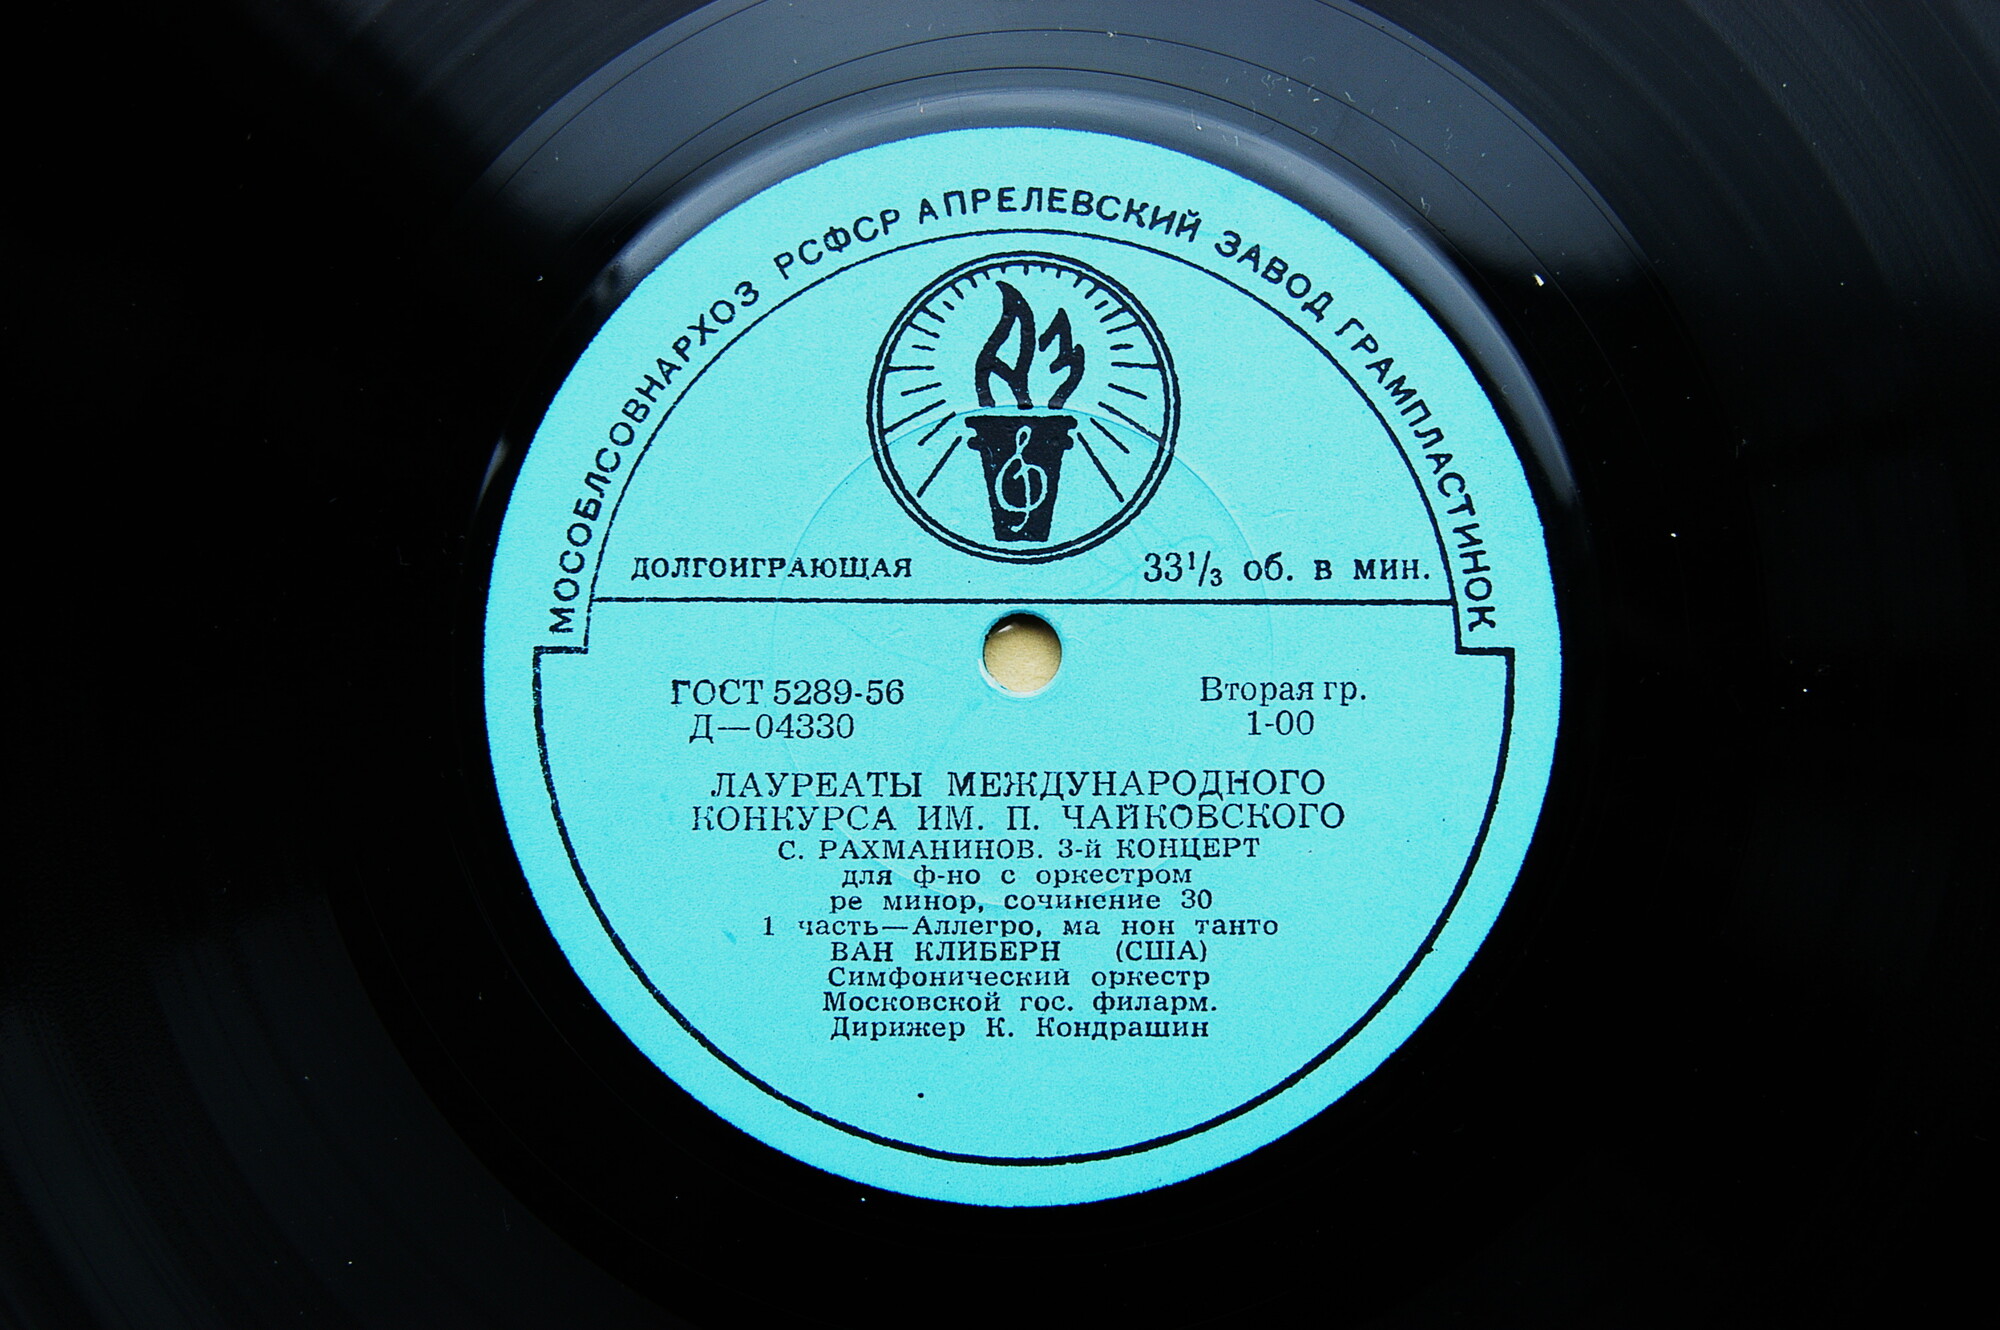 МОСОБЛСОВНАРХОЗ РСФСР АПРЕЛЕВСКИЙ ЗАВОД ГРАМПЛАСТИНОК
АЗ
ДОЛГОИГРАЮЩАЯ 33 1/3 об. в мин.
ГОСТ 5289-56 Вторая гр.
Д—04330 1-00
ЛАУРЕАТЫ МЕЖДУНАРОДНОГО
КОНКУРСА ИМ. П. ЧАЙКОВСКОГО
С. РАХМАНИНОВ. 3-й КОНЦЕРТ
для ф-но с оркестром
ре минор, сочинение 30
1 часть—Аллегро, ма нон танто
ВАН КЛИБЕРН (США)
Симфонический оркестр
Московской гос. филарм.
Дирижер К. Кондрашин